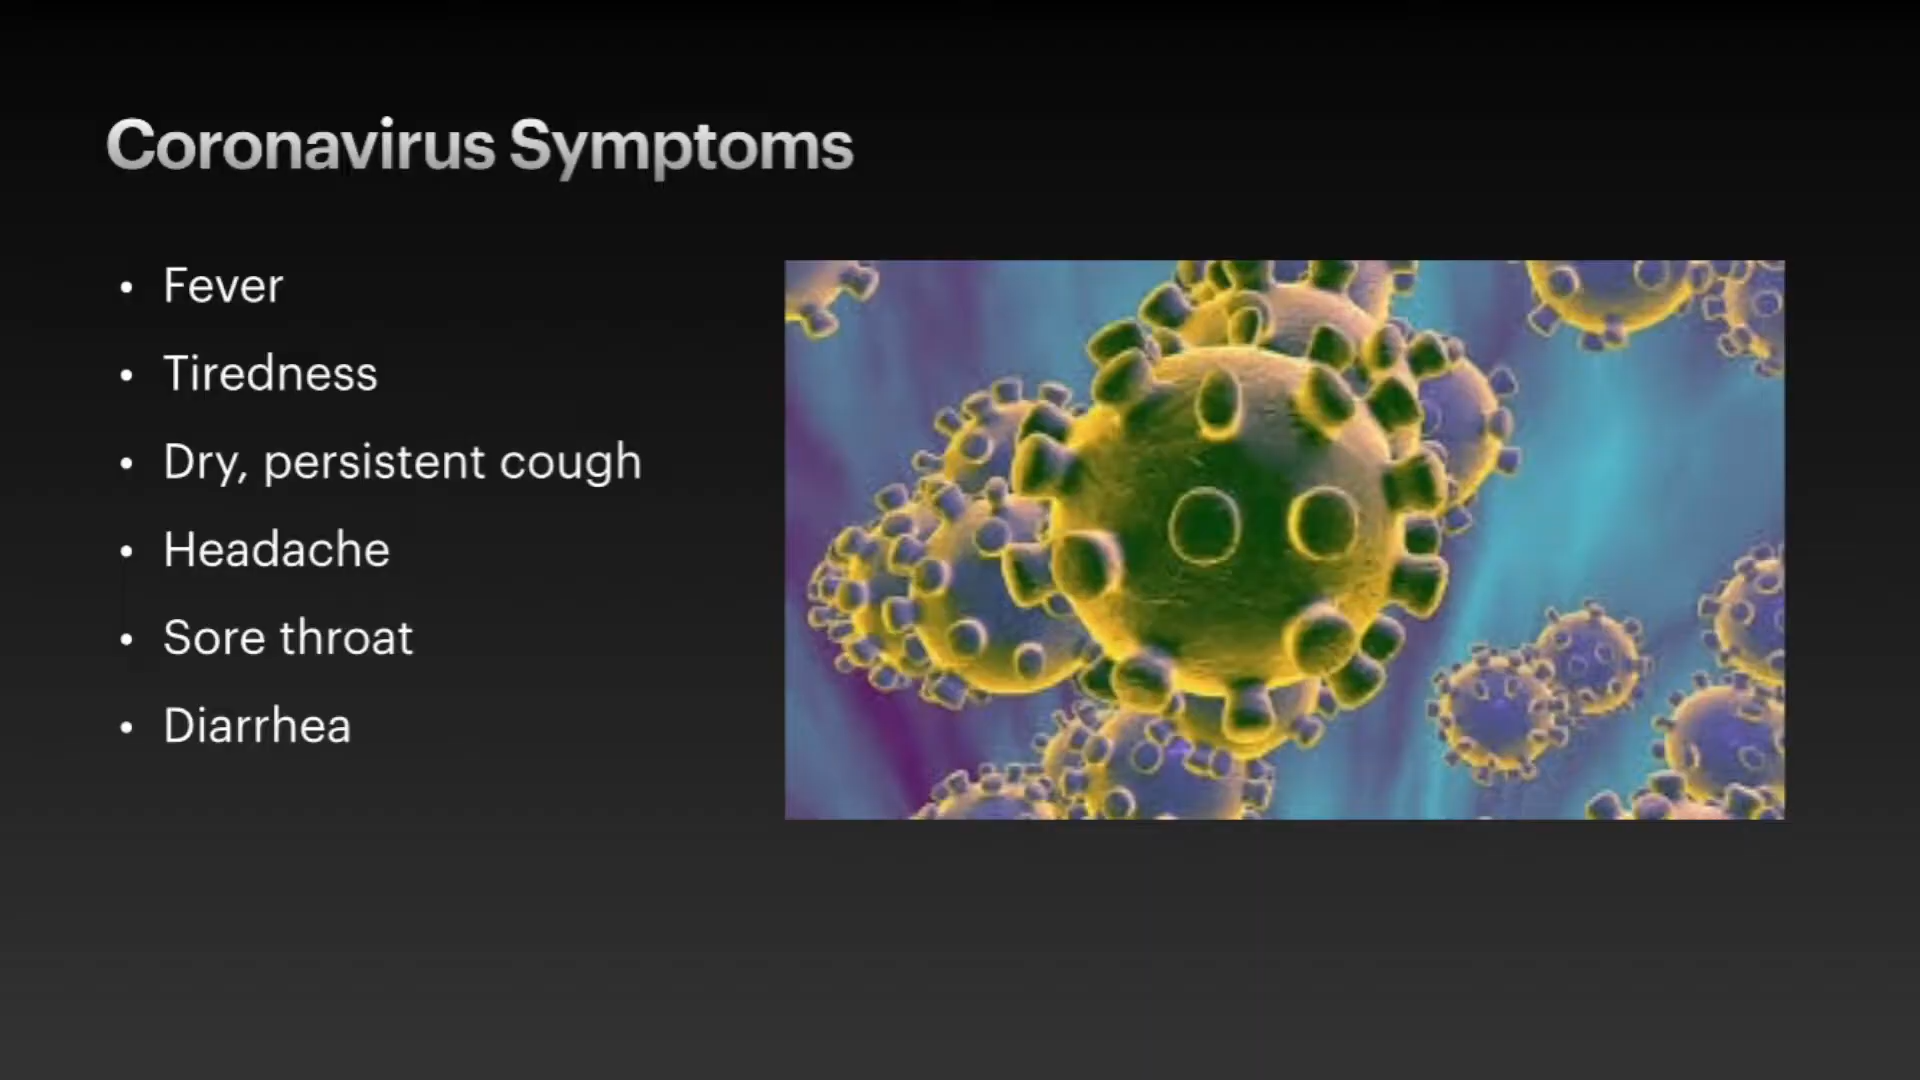 Coronavirus Symptoms
• Fever
• Tiredness
• Dry, persistent cough
• Headache
• Sore throat
• Diarrhea